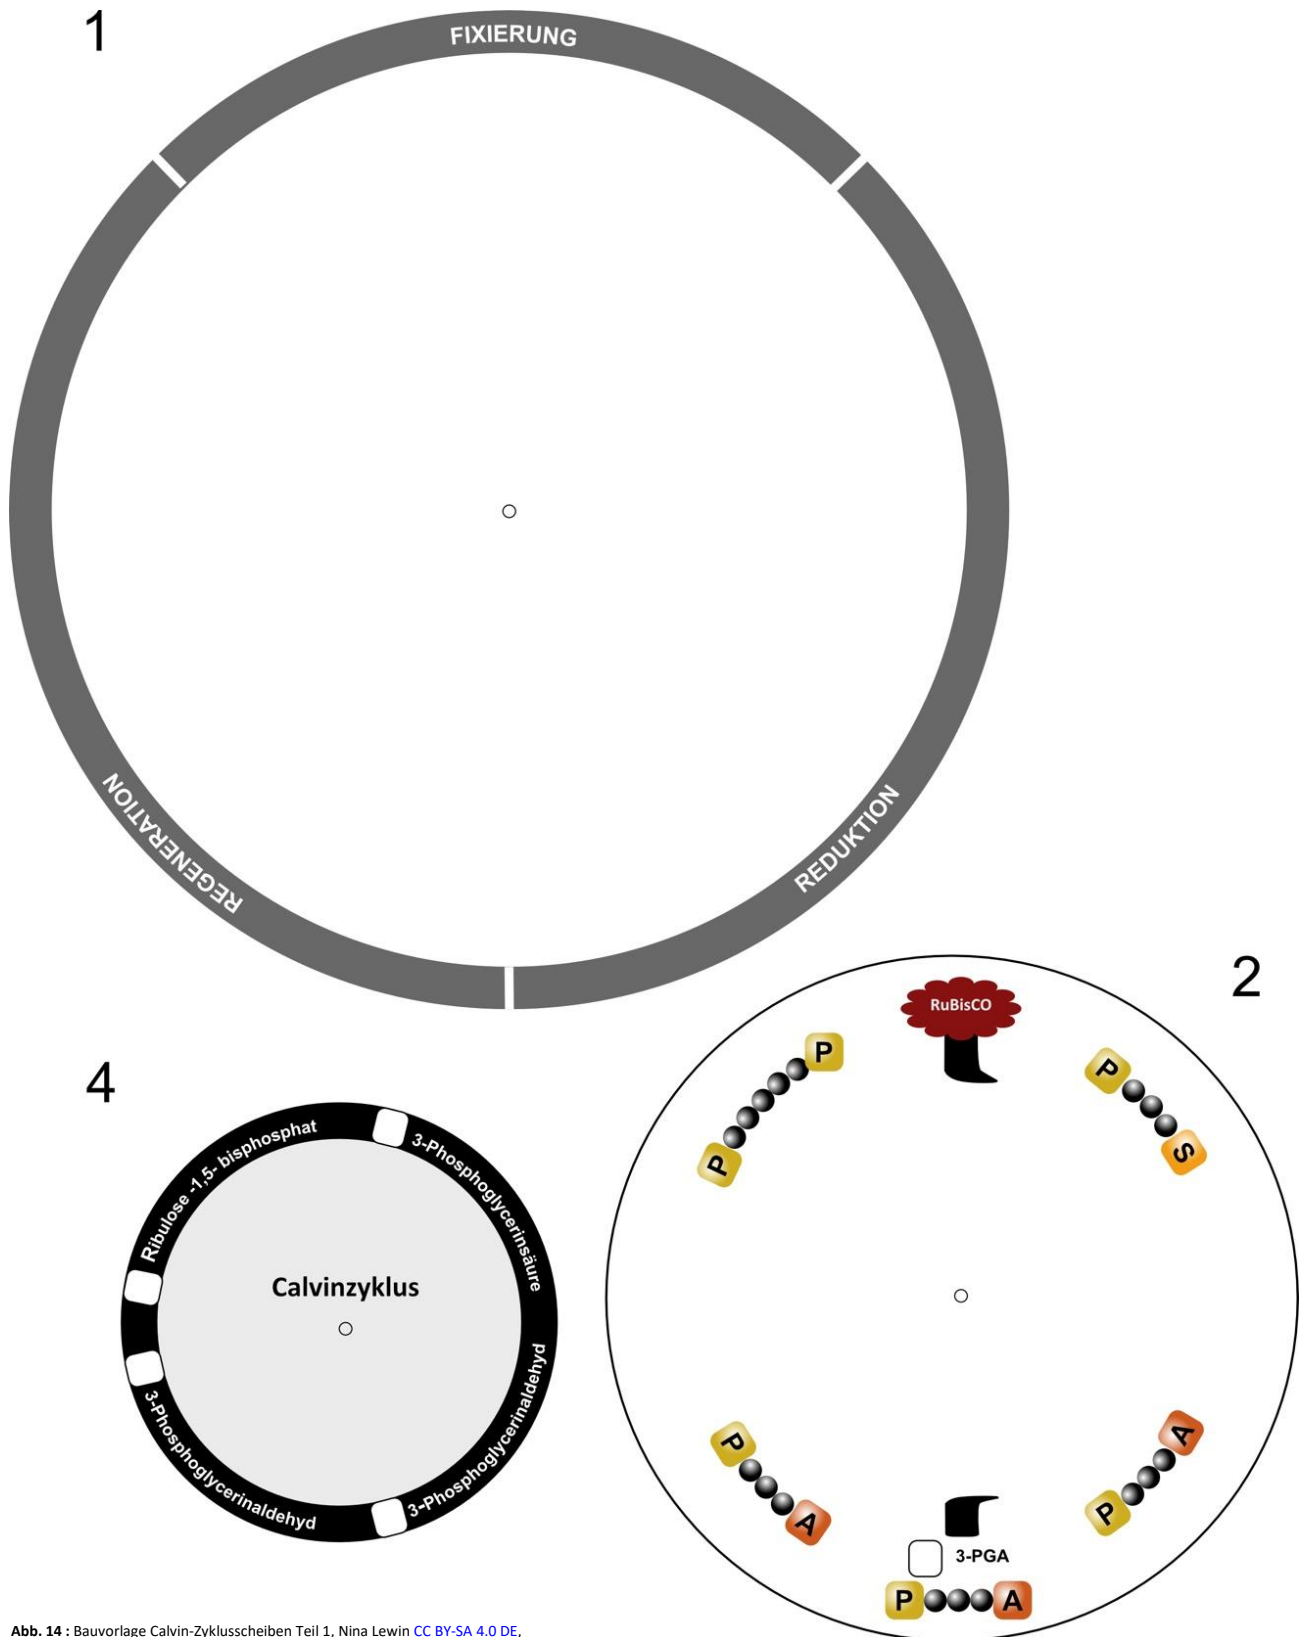 1
FIXIERUNG
REGENERATION
REDUKTION
2
RuBisCO
P
P
P
S
4
Ribulose -1,5- bisphosphat
3-Phosphoglycerinsäure
Calvinzyklus
3-Phosphoglycerinaldehyd
3-Phosphoglycerinaldehyd
P
A
A
P
3-PGA
P
A
Abb. 14 : Bauvorlage Calvin-Zyklusscheiben Teil 1, Nina Lewin CC BY-SA 4.0 DE,